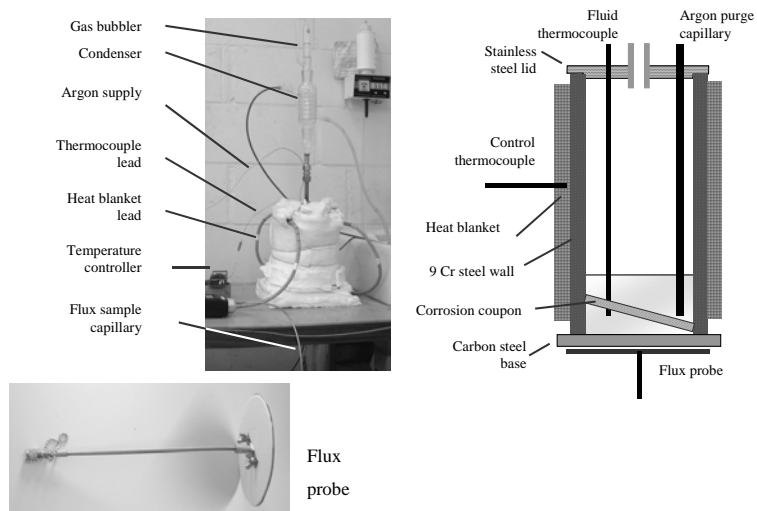 Gas bubbler
Condenser
Argon supply
Thermocouple
lead
Heat blanket
lead
Temperature
controller
Flux sample
capillary
Fluid
thermocouple
Argon purge
capillary
Stainless
steel lid
Control
thermocouple
Heat blanket
9 Cr steel wall
Corrosion coupon
Carbon steel
base
Flux probe
Flux
probe